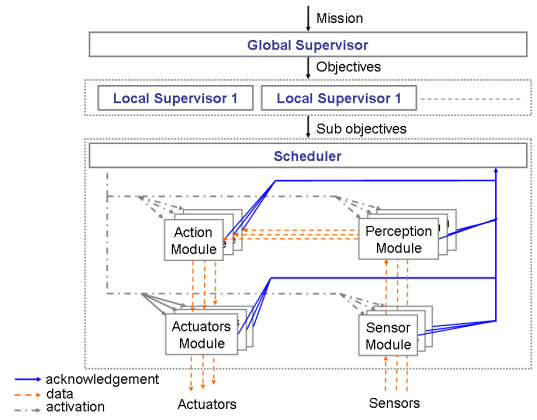 Mission
Global Supervisor
Objectives
Local Supervisor 1
Local Supervisor 1
Sub objectives
Scheduler
Action
Module
Perception
Module
Actuators
Module
Sensor
Module
acknowledgement
data
activation
Actuators
Sensors